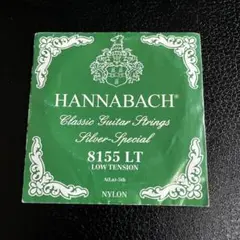 HANNABACH®
Classic Guitar Strings
Silver-Special
8155 LT
LOW TENSION
NYLON